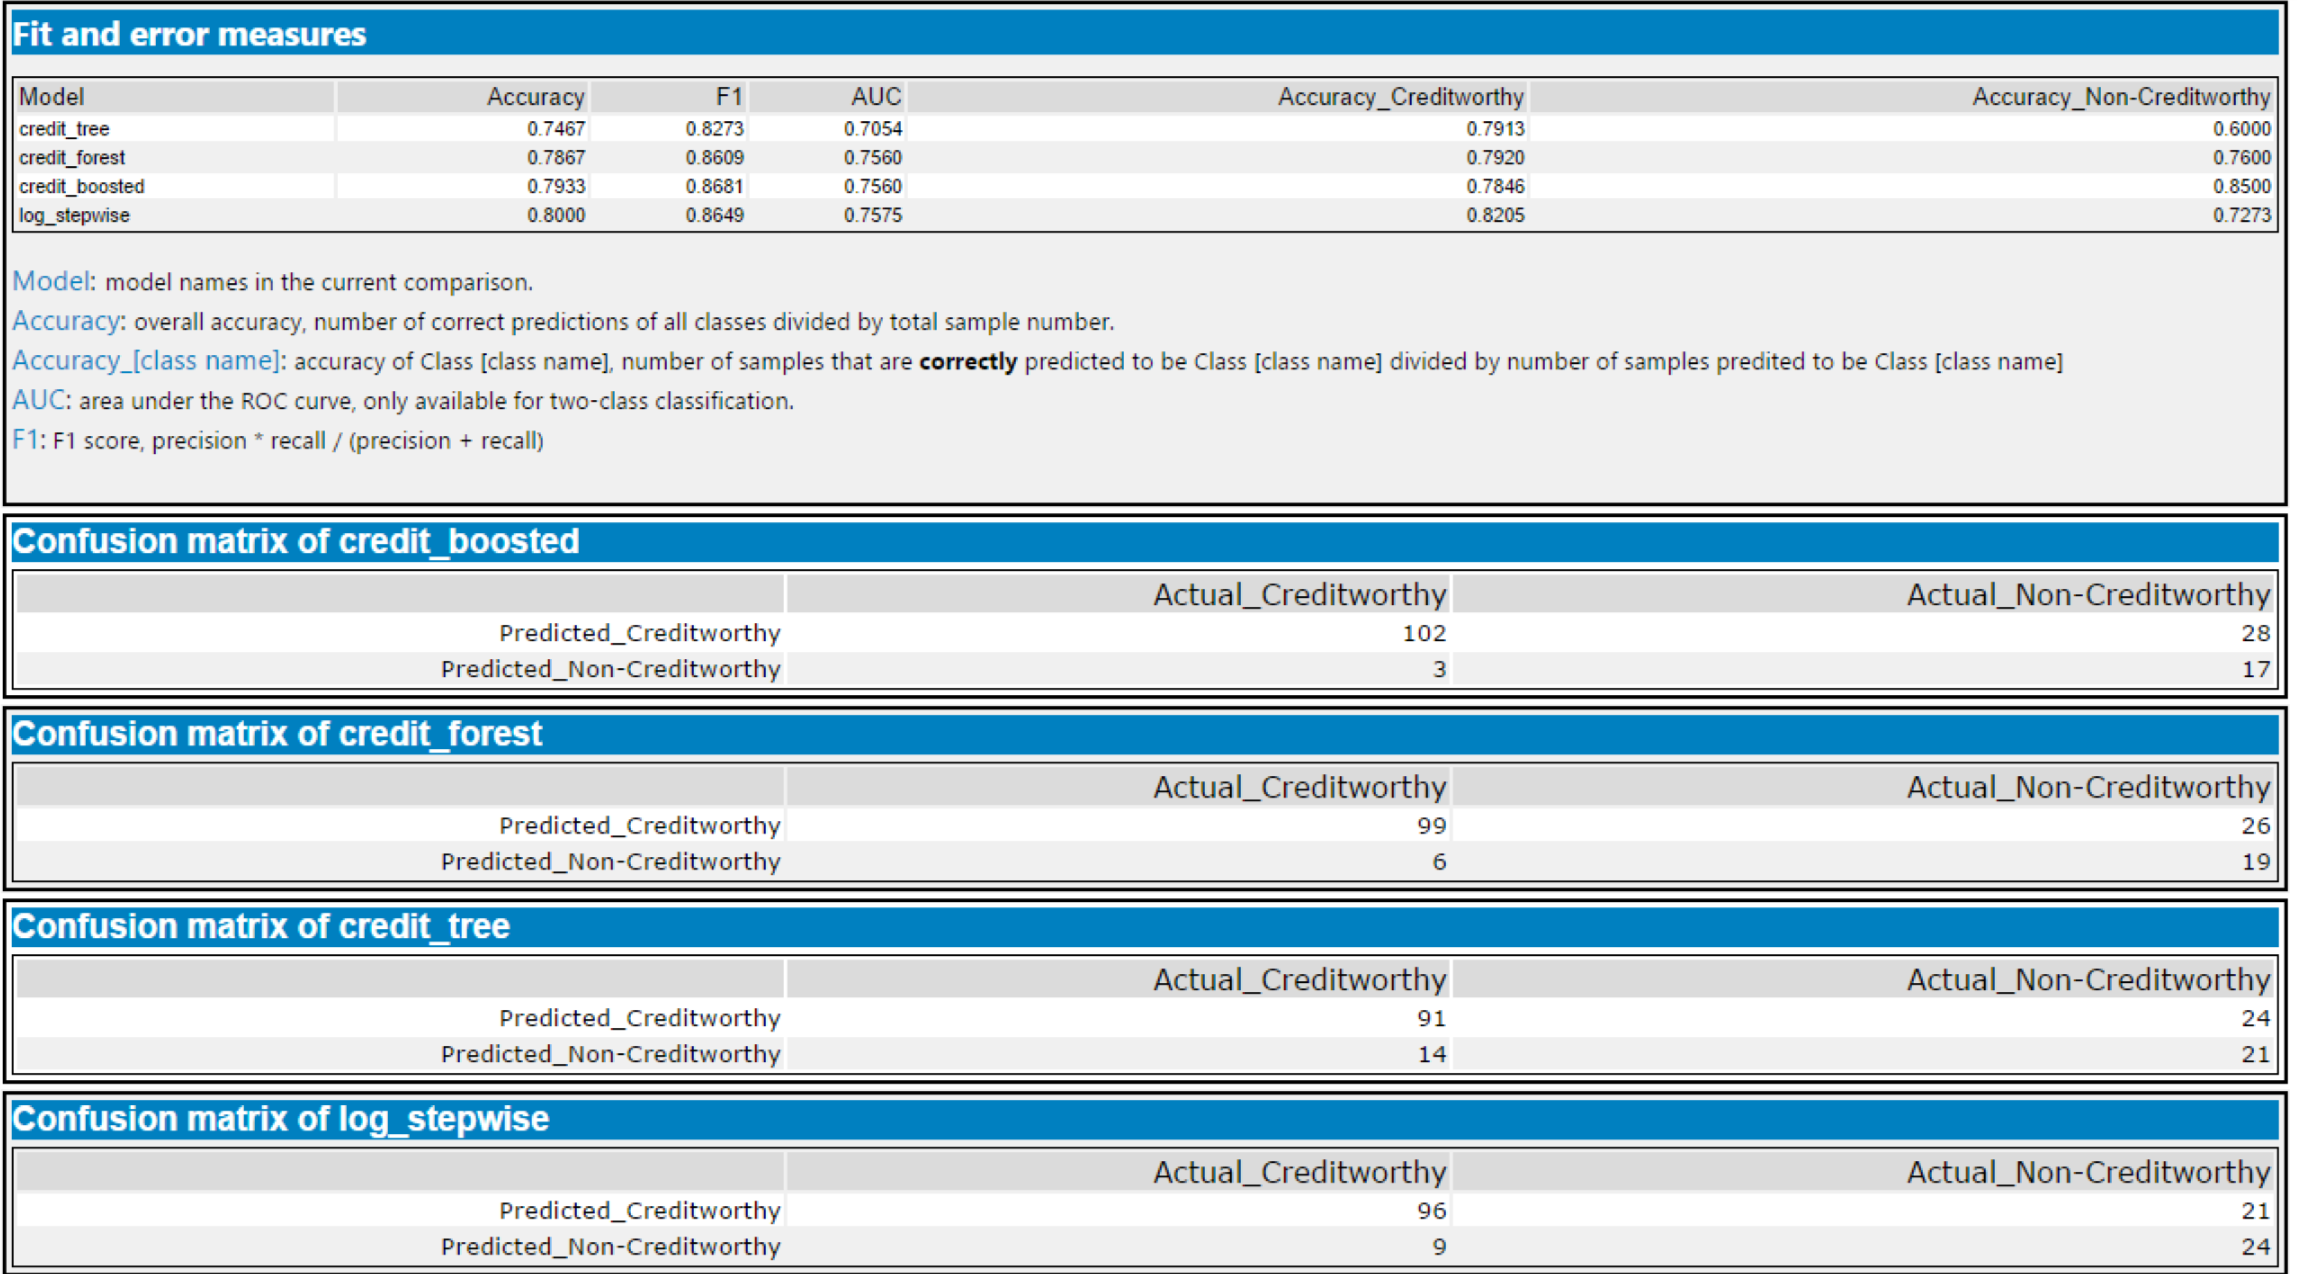 Fit and error measures
Model Accuracy F1 AUC Accuracy_Creditworthy Accuracy_Non-Creditworthy
credit_tree 0.7467 0.8273 0.7054 0.7913 0.6000
credit_forest 0.7867 0.8609 0.7560 0.7920 0.7600
credit_boosted 0.7933 0.8681 0.7560 0.7846 0.8500
log_stepwise 0.8000 0.8649 0.7575 0.8205 0.7273
Model: model names in the current comparison.
Accuracy: overall accuracy, number of correct predictions of all classes divided by total sample number.
Accuracy_[class name]: accuracy of Class [class name], number of samples that are correctly predicted to be Class [class name] divided by number of samples predited to be Class [class name]
AUC: area under the ROC curve, only available for two-class classification.
F1: F1 score, precision * recall / (precision + recall)
Confusion matrix of credit_boosted
Actual_Creditworthy Actual_Non-Creditworthy
Predicted_Creditworthy 102 28
Predicted_Non-Creditworthy 3 17
Confusion matrix of credit_forest
Actual_Creditworthy Actual_Non-Creditworthy
Predicted_Creditworthy 99 26
Predicted_Non-Creditworthy 6 19
Confusion matrix of credit_tree
Actual_Creditworthy Actual_Non-Creditworthy
Predicted_Creditworthy 91 24
Predicted_Non-Creditworthy 14 21
Confusion matrix of log_stepwise
Actual_Creditworthy Actual_Non-Creditworthy
Predicted_Creditworthy 96 21
Predicted_Non-Creditworthy 9 24